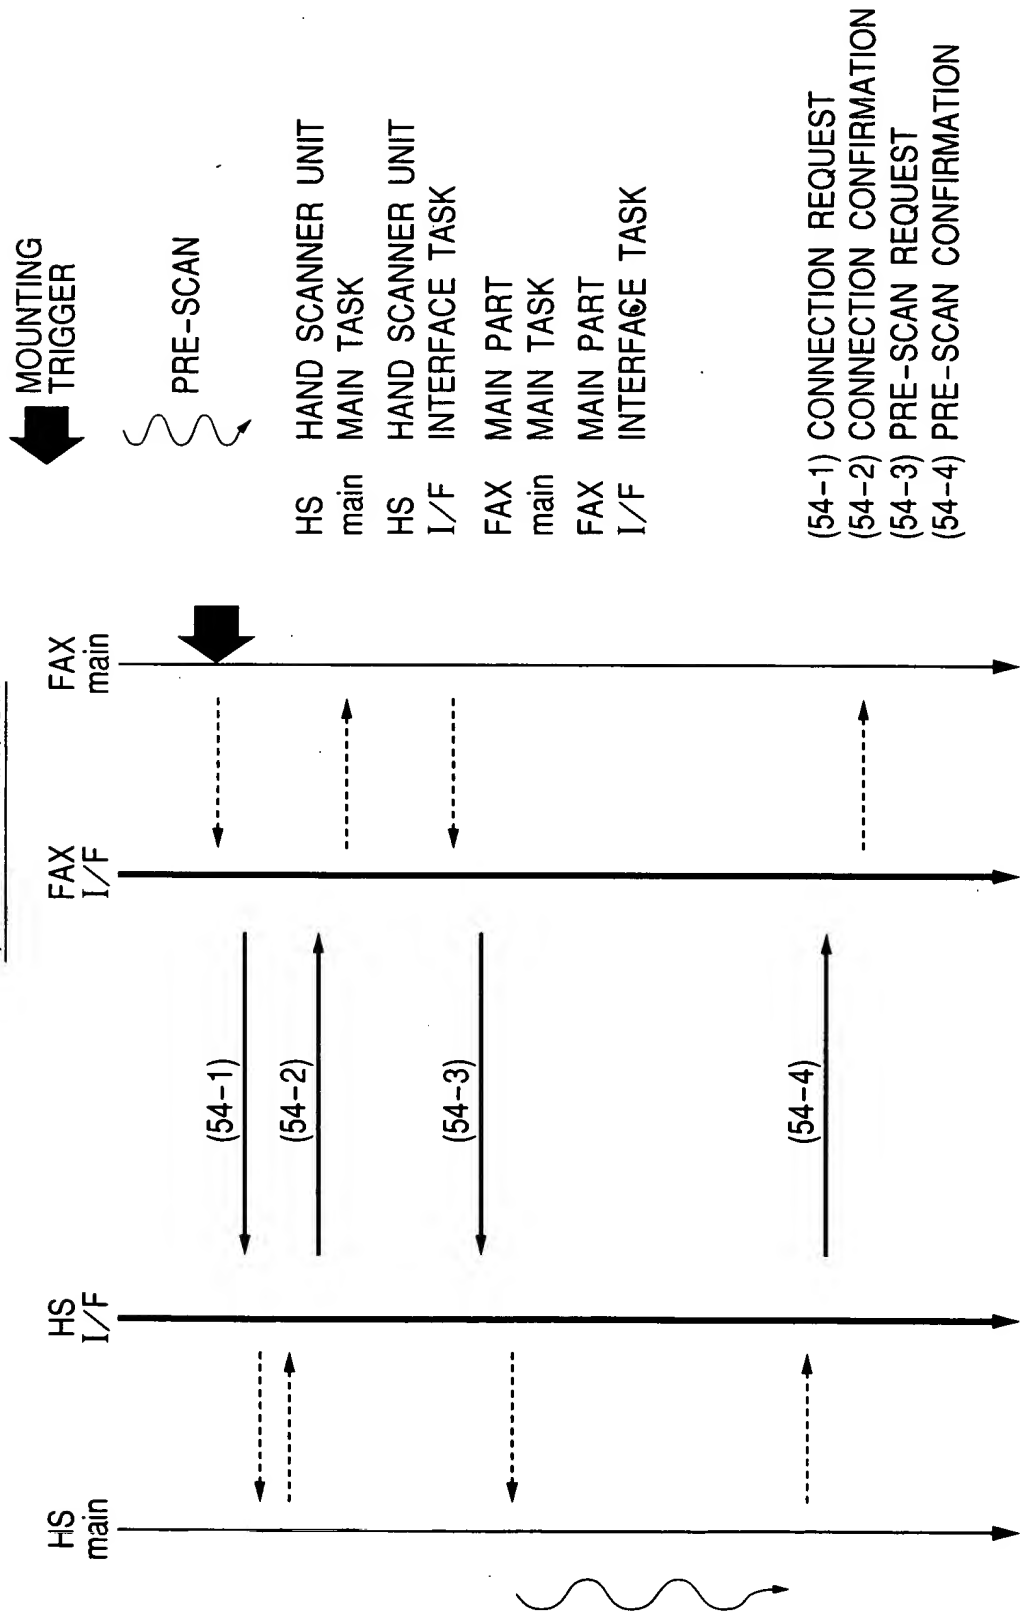 HS
main
HS
I/F
FAX
I/F
FAX
main
(54-1)
(54-2)
(54-3)
(54-4)
MOUNTING
TRIGGER
PRE-SCAN
HS HAND SCANNER UNIT
main MAIN TASK
HS HAND SCANNER UNIT
I/F INTERFACE TASK
FAX MAIN PART
main MAIN TASK
FAX MAIN PART
I/F INTERFACE TASK
(54-1) CONNECTION REQUEST
(54-2) CONNECTION CONFIRMATION
(54-3) PRE-SCAN REQUEST
(54-4) PRE-SCAN CONFIRMATION